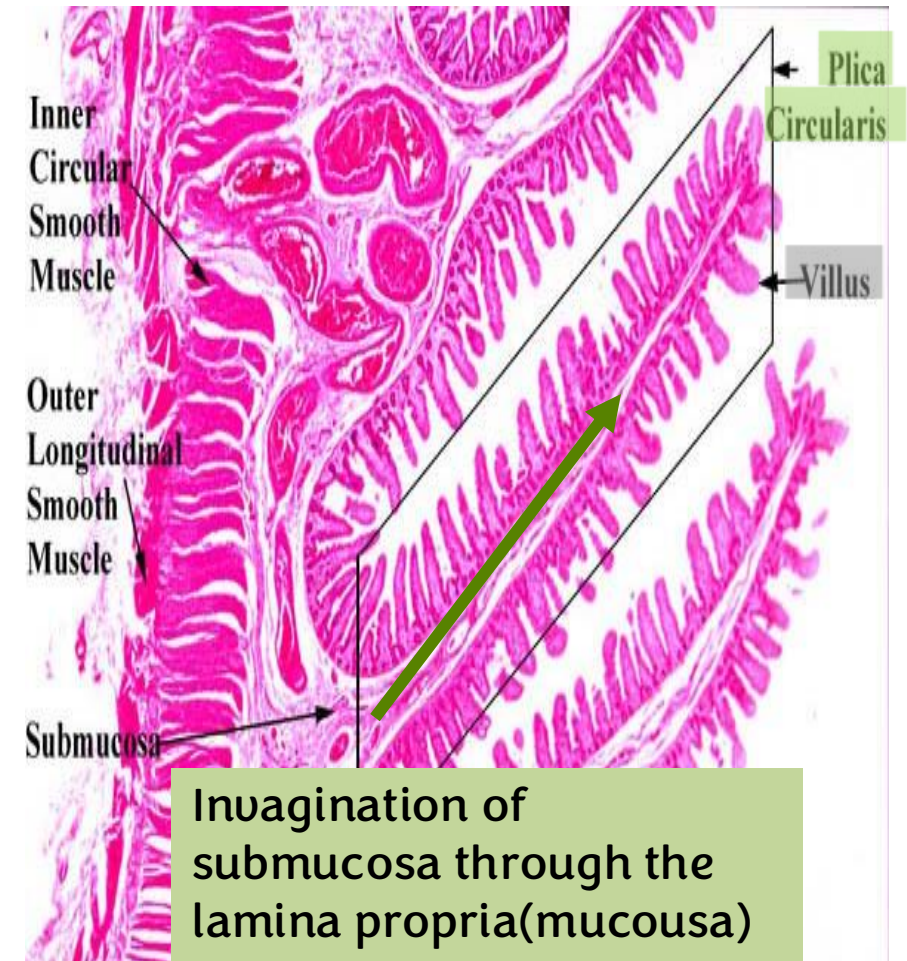 Plica
Circularis
Inner
Circular
Smooth
Muscle
Villus
Outer
Longitudinal
Smooth
Muscle
Submucosa
Invagination of
submucosa through the
lamina propria(mucousa)